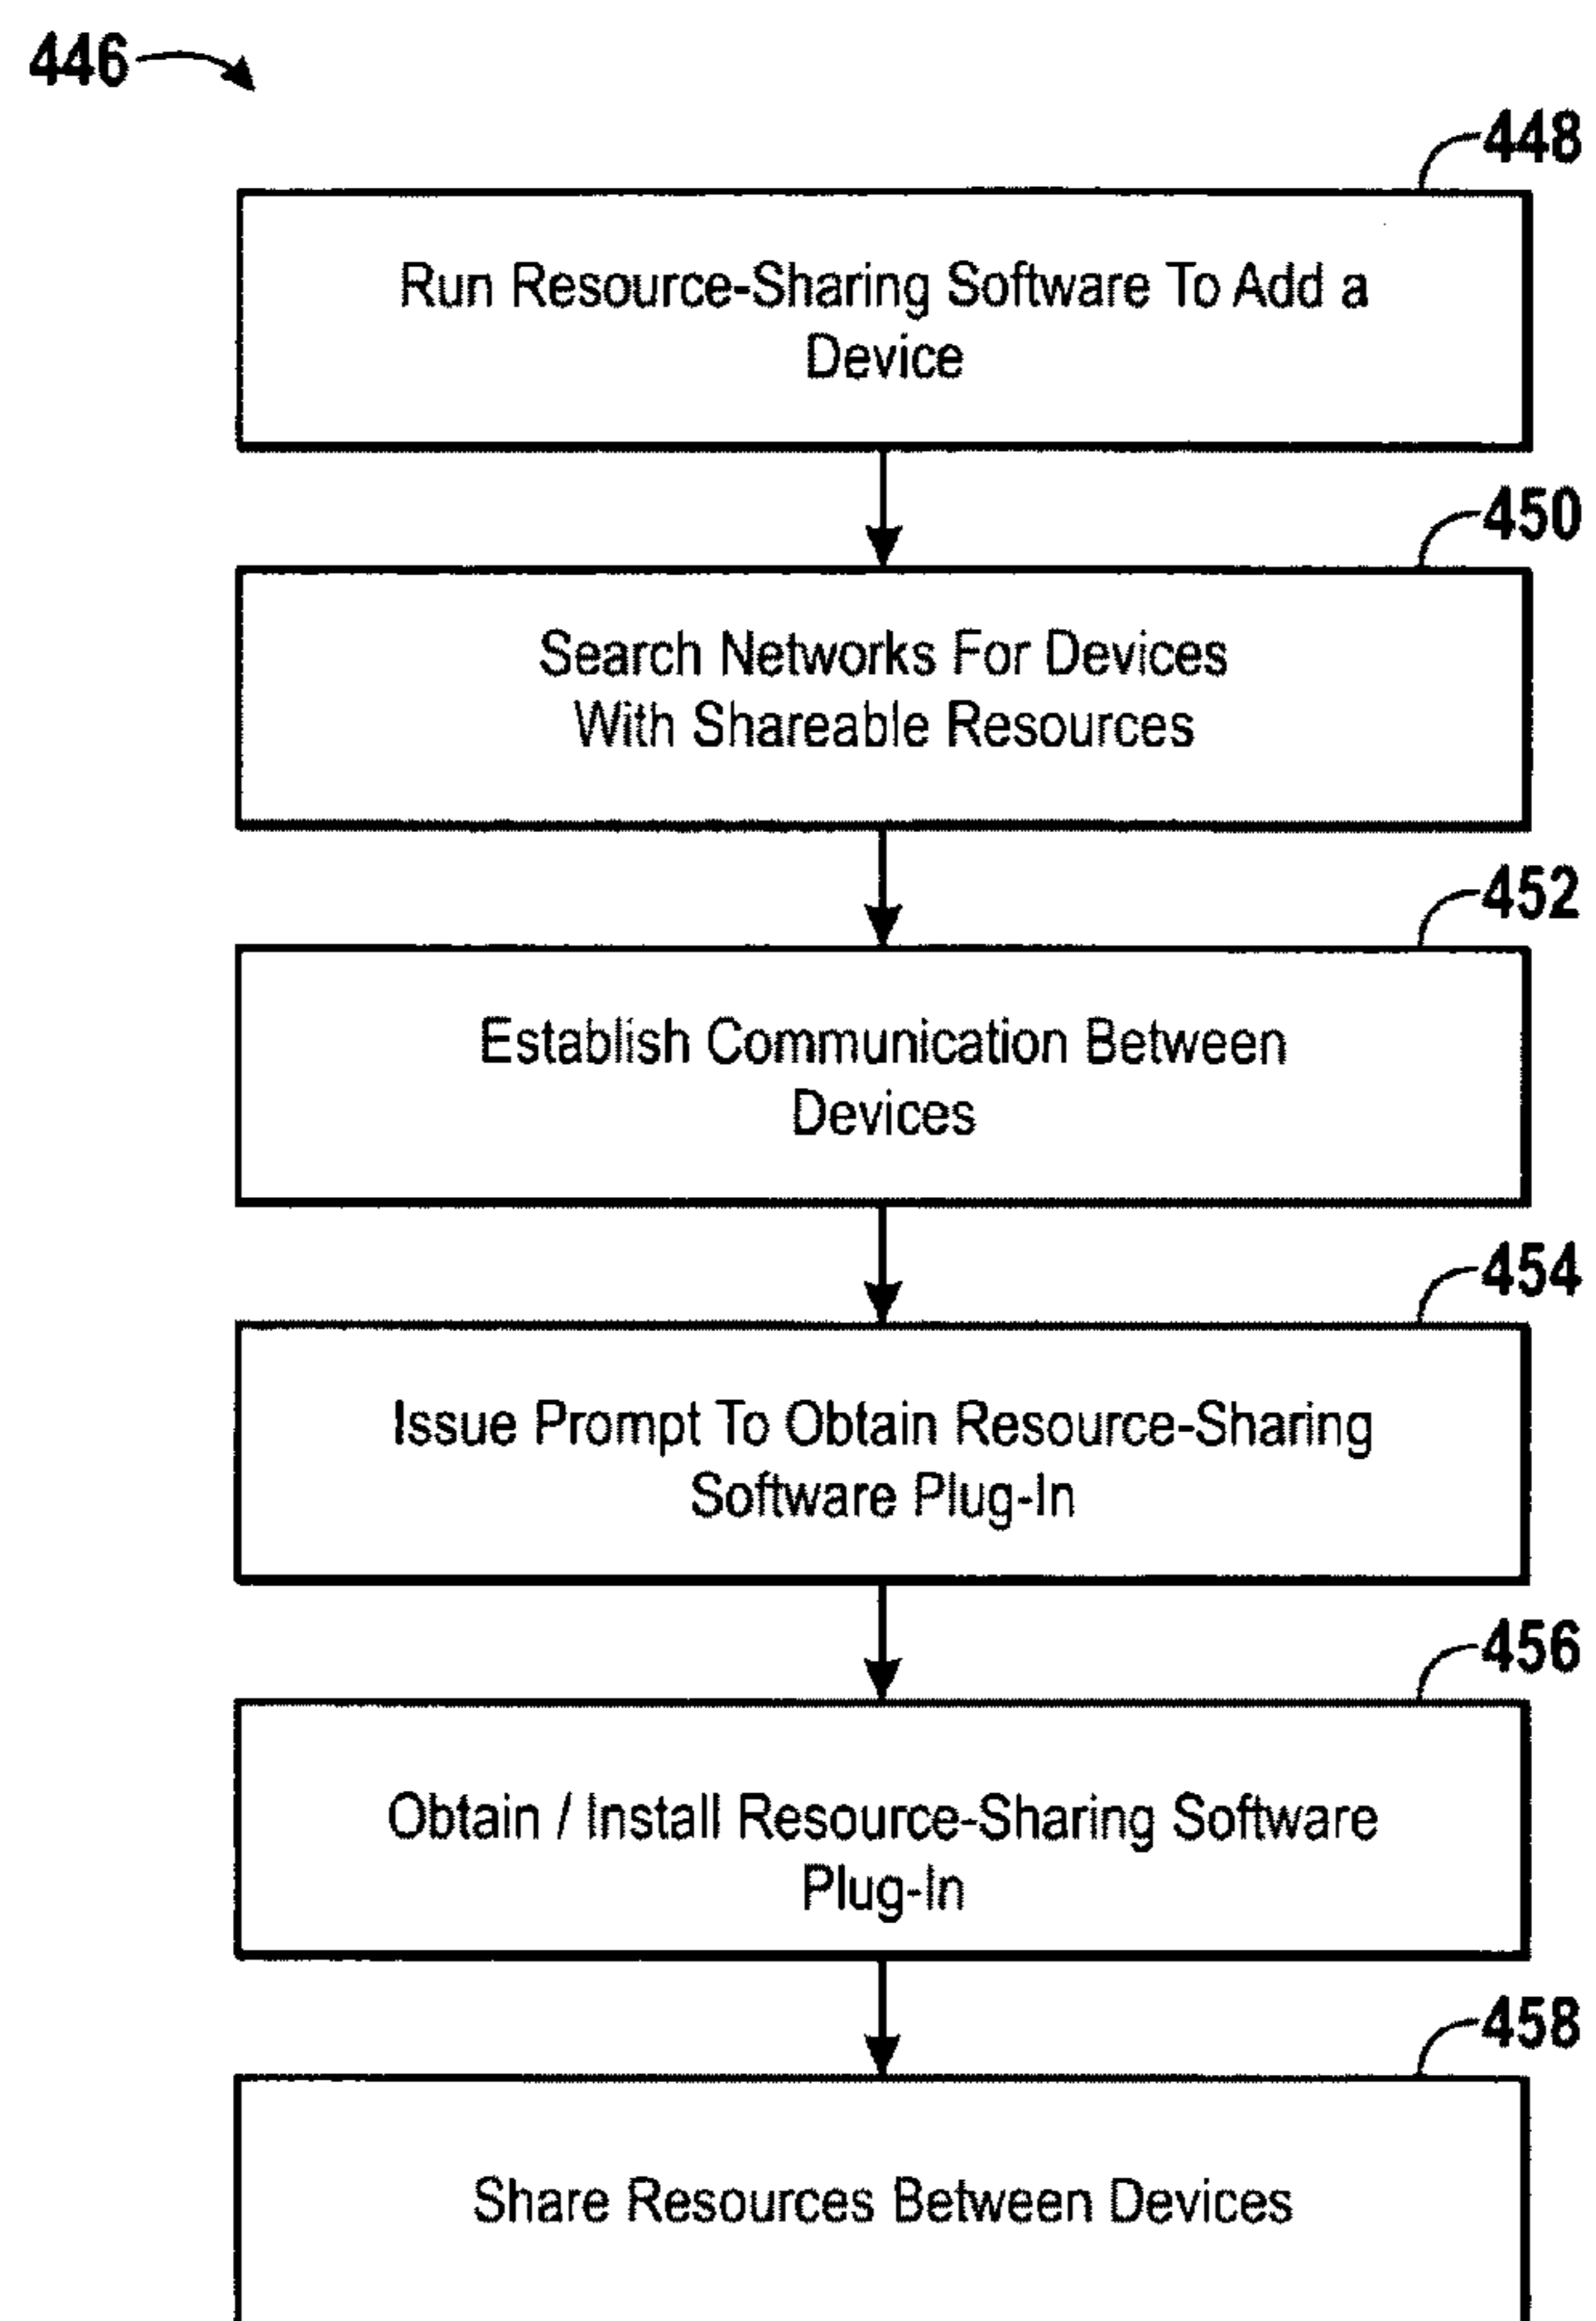 446
448
Run Resource-Sharing Software To Add a
Device
450
Search Networks For Devices
With Shareable Resources
452
Establish Communication Between
Devices
454
Issue Prompt To Obtain Resource-Sharing
Software Plug-In
456
Obtain / Install Resource-Sharing Software
Plug-In
458
Share Resources Between Devices